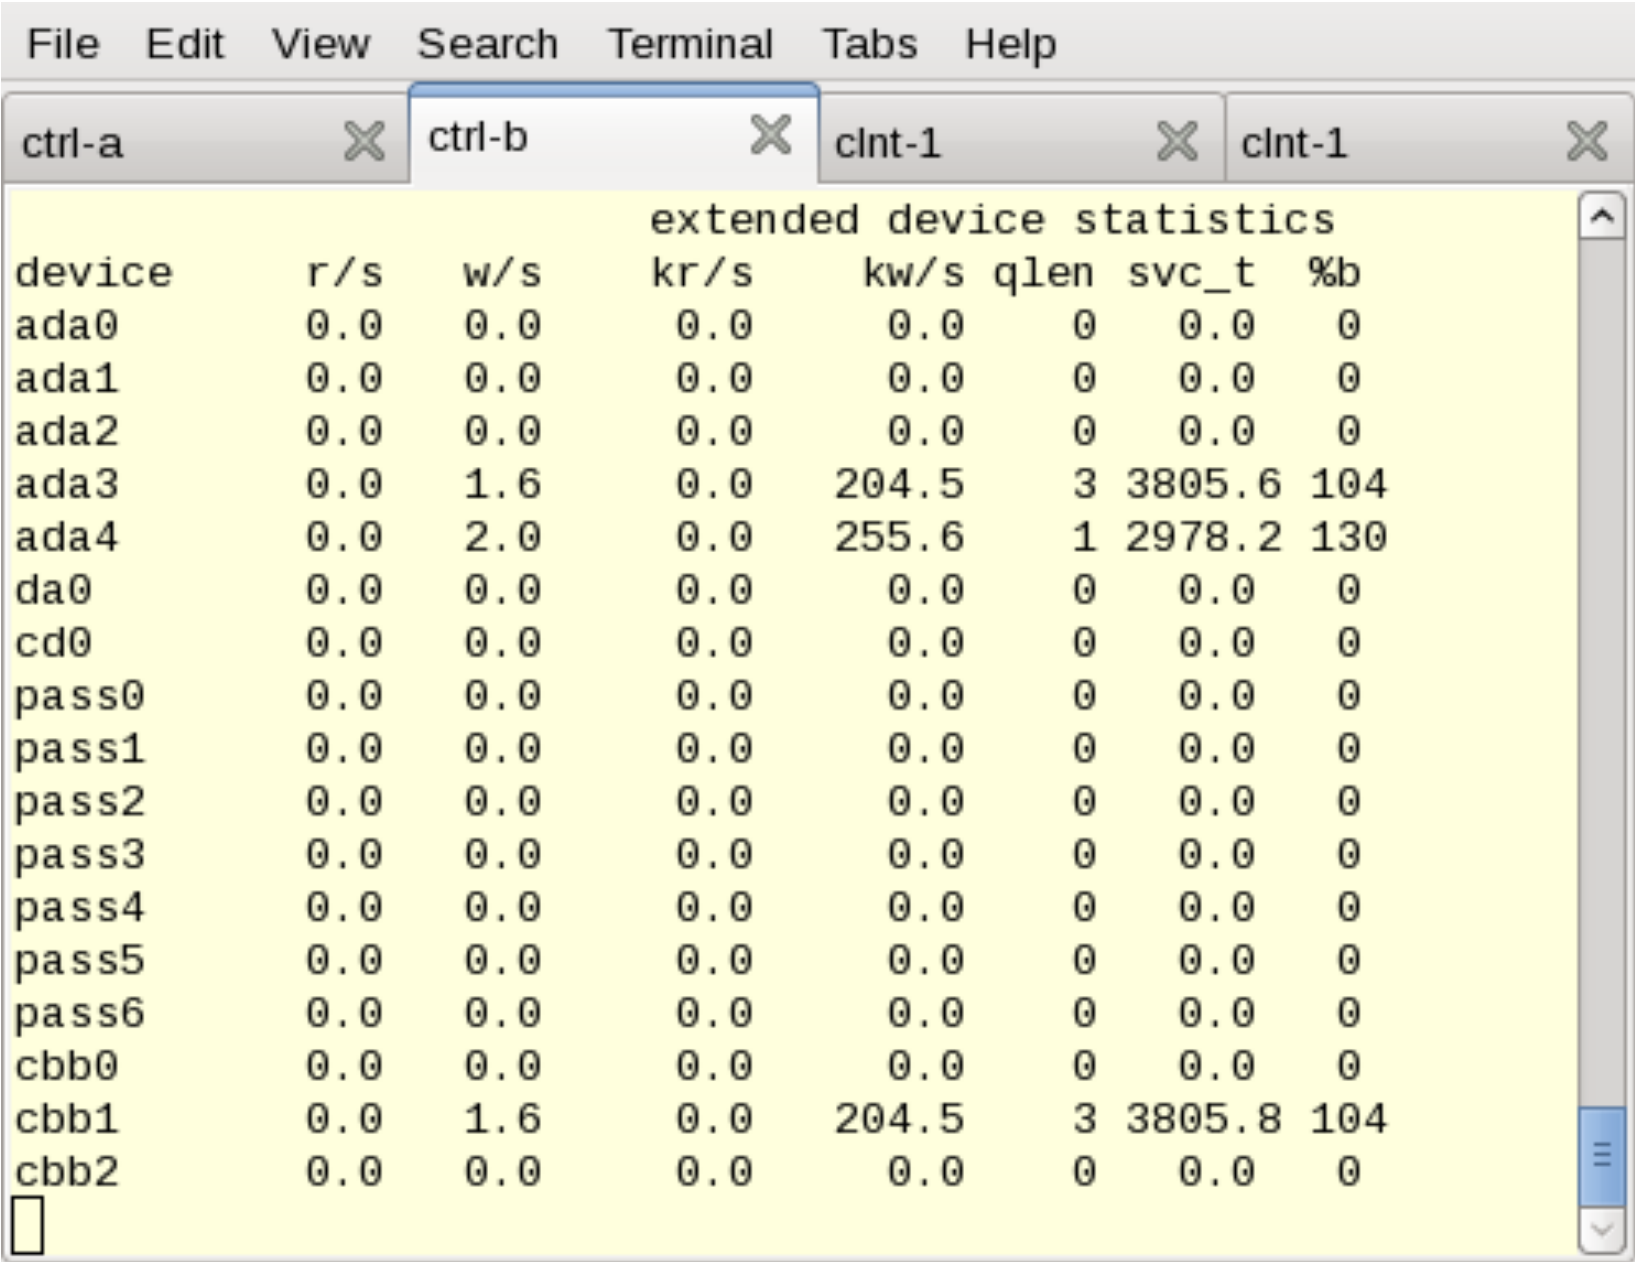 File Edit View Search Terminal Tabs Help
ctrl-a ctrl-b clnt-1 clnt-1
extended device statistics
device r/s w/s kr/s kw/s qlen svc_t %b
ada0 0.0 0.0 0.0 0.0 0 0.0 0
ada1 0.0 0.0 0.0 0.0 0 0.0 0
ada2 0.0 0.0 0.0 0.0 0 0.0 0
ada3 0.0 1.6 0.0 204.5 3 3805.6 104
ada4 0.0 2.0 0.0 255.6 1 2978.2 130
da0 0.0 0.0 0.0 0.0 0 0.0 0
cd0 0.0 0.0 0.0 0.0 0 0.0 0
pass0 0.0 0.0 0.0 0.0 0 0.0 0
pass1 0.0 0.0 0.0 0.0 0 0.0 0
pass2 0.0 0.0 0.0 0.0 0 0.0 0
pass3 0.0 0.0 0.0 0.0 0 0.0 0
pass4 0.0 0.0 0.0 0.0 0 0.0 0
pass5 0.0 0.0 0.0 0.0 0 0.0 0
pass6 0.0 0.0 0.0 0.0 0 0.0 0
cbb0 0.0 0.0 0.0 0.0 0 0.0 0
cbb1 0.0 1.6 0.0 204.5 3 3805.8 104
cbb2 0.0 0.0 0.0 0.0 0 0.0 0